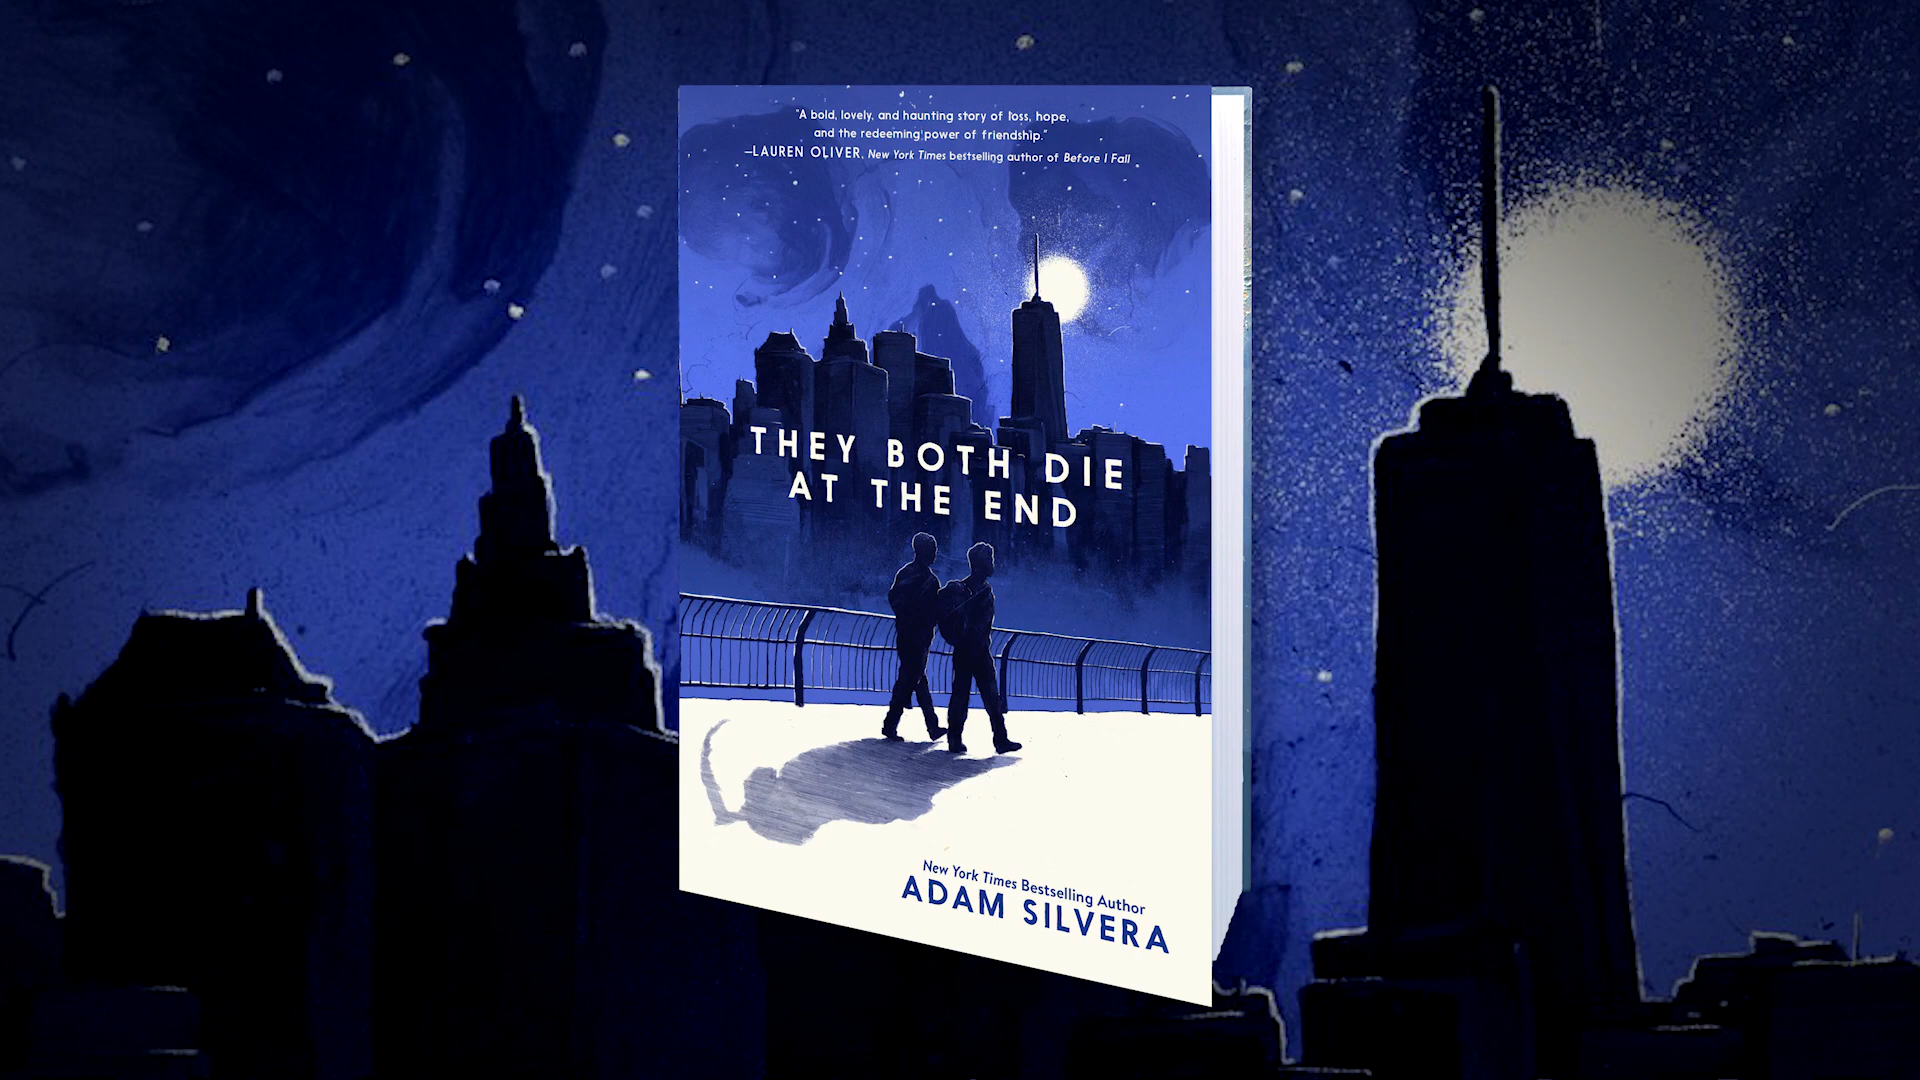 "A bold, lovely, and haunting story of loss, hope,
and the redeeming power of friendship."
—LAUREN OLIVER, New York Times bestselling author of Before I Fall
THEY BOTH DIE
AT THE END
New York Times Bestselling Author
ADAM SILVERA